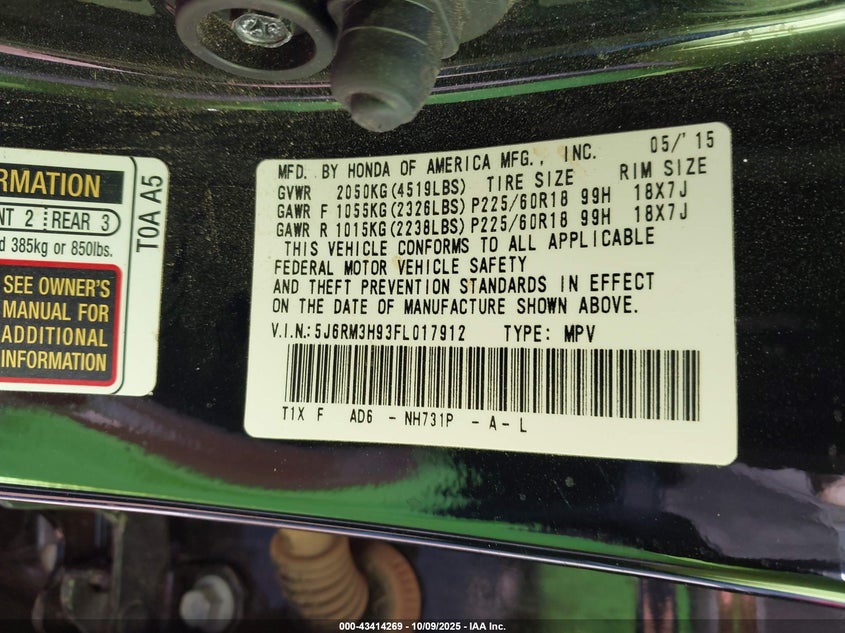 RMATION
NT 2 REAR 3
d 385kg or 850lbs.
SEE OWNER'S
MANUAL FOR
ADDITIONAL
INFORMATION
T0A A5
MFD. BY HONDA OF AMERICA MFG., INC. 05/'15
GVWR 2050KG(4519LBS) TIRE SIZE RIM SIZE
GAWR F 1055KG(2326LBS) P225/60R18 99H 18X7J
GAWR R 1015KG(2238LBS) P225/60R18 99H 18X7J
THIS VEHICLE CONFORMS TO ALL APPLICABLE
FEDERAL MOTOR VEHICLE SAFETY
AND THEFT PREVENTION STANDARDS IN EFFECT
ON THE DATE OF MANUFACTURE SHOWN ABOVE.
V.I.N.:5J6RM3H93FL017912 TYPE: MPV
T1X F AD6 - NH731P - A - L
000-43414269 - 10/09/2025 - IAA Inc.